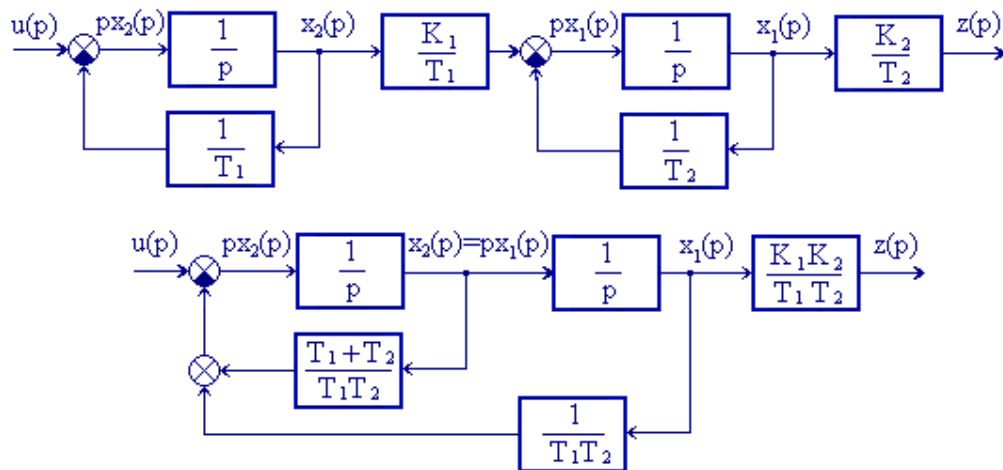 u(p) px₂(p) 1/p x₂(p) K₁/T₁ px₁(p) 1/p x₁(p) K₂/T₂ z(p)
1/T₁ 1/T₂
u(p) px₂(p) 1/p x₂(p)=px₁(p) 1/p x₁(p) K₁K₂/T₁T₂ z(p)
T₁+T₂/T₁T₂
1/T₁T₂